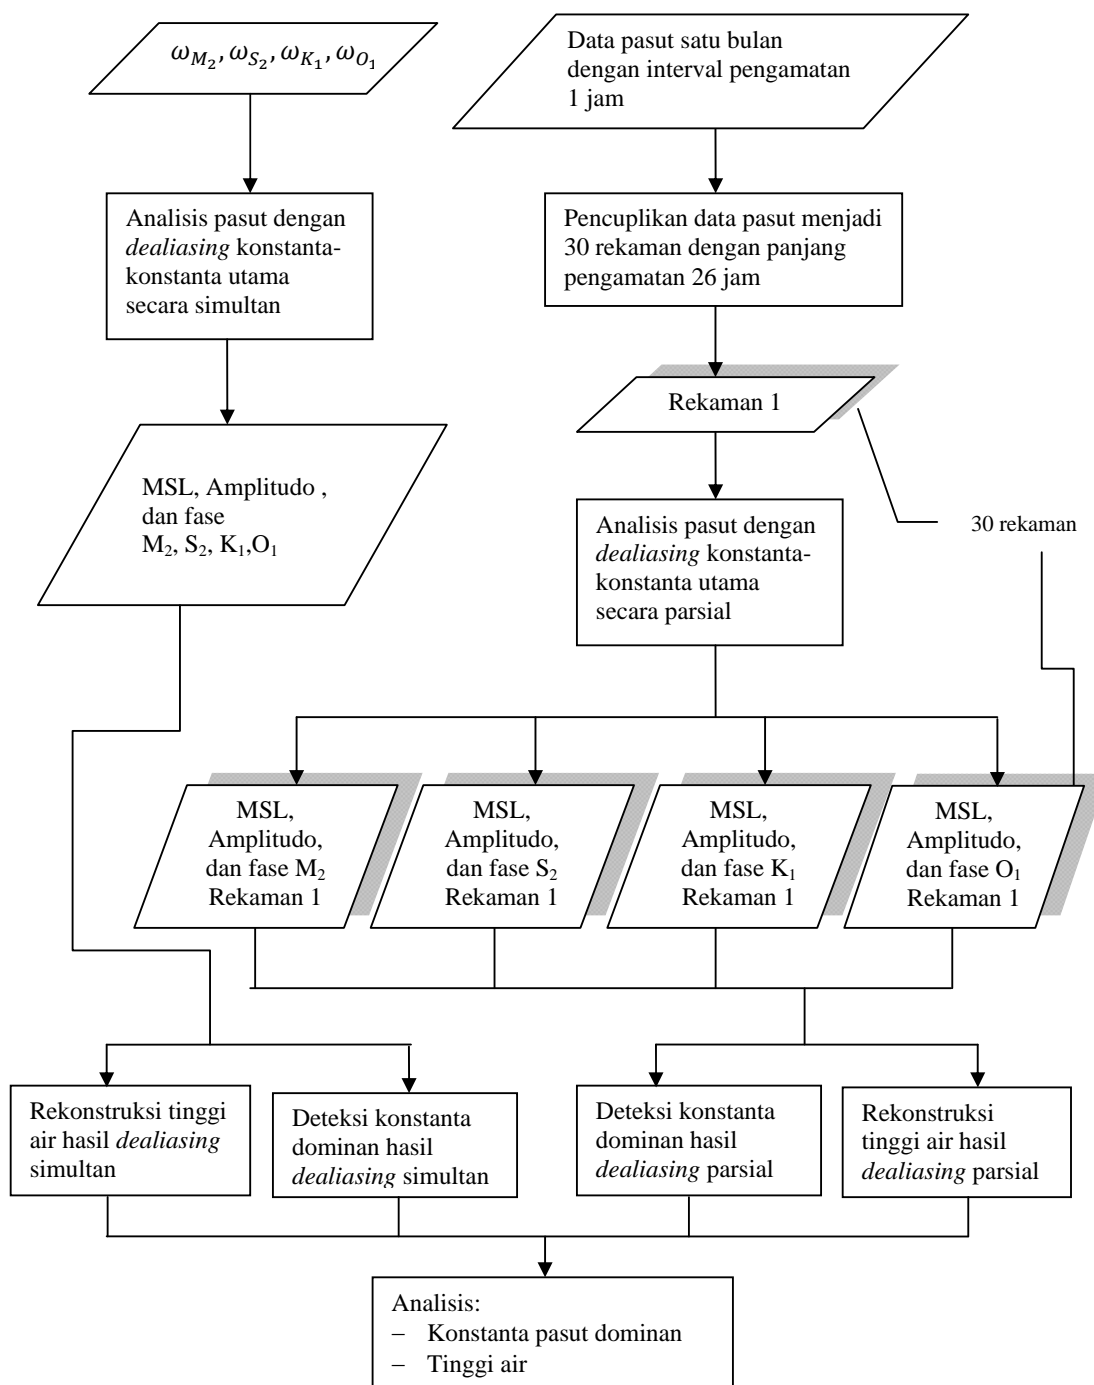 ω_{M_2}, ω_{S_2}, ω_{K_1}, ω_{O_1}
Data pasut satu bulan
dengan interval pengamatan
1 jam
Analisis pasut dengan
dealiasing konstanta-
konstanta utama
secara simultan
Pencuplikan data pasut menjadi
30 rekaman dengan panjang
pengamatan 26 jam
Rekaman 1
MSL, Amplitudo ,
dan fase
M₂, S₂, K₁,O₁
Analisis pasut dengan
dealiasing konstanta-
konstanta utama
secara parsial
30 rekaman
MSL,
Amplitudo,
dan fase M₂
Rekaman 1
MSL,
Amplitudo,
dan fase S₂
Rekaman 1
MSL,
Amplitudo,
dan fase K₁
Rekaman 1
MSL,
Amplitudo,
dan fase O₁
Rekaman 1
Rekonstruksi tinggi
air hasil dealiasing
simultan
Deteksi konstanta
dominan hasil
dealiasing simultan
Deteksi konstanta
dominan hasil
dealiasing parsial
Rekonstruksi
tinggi air hasil
dealiasing parsial
Analisis:
– Konstanta pasut dominan
– Tinggi air